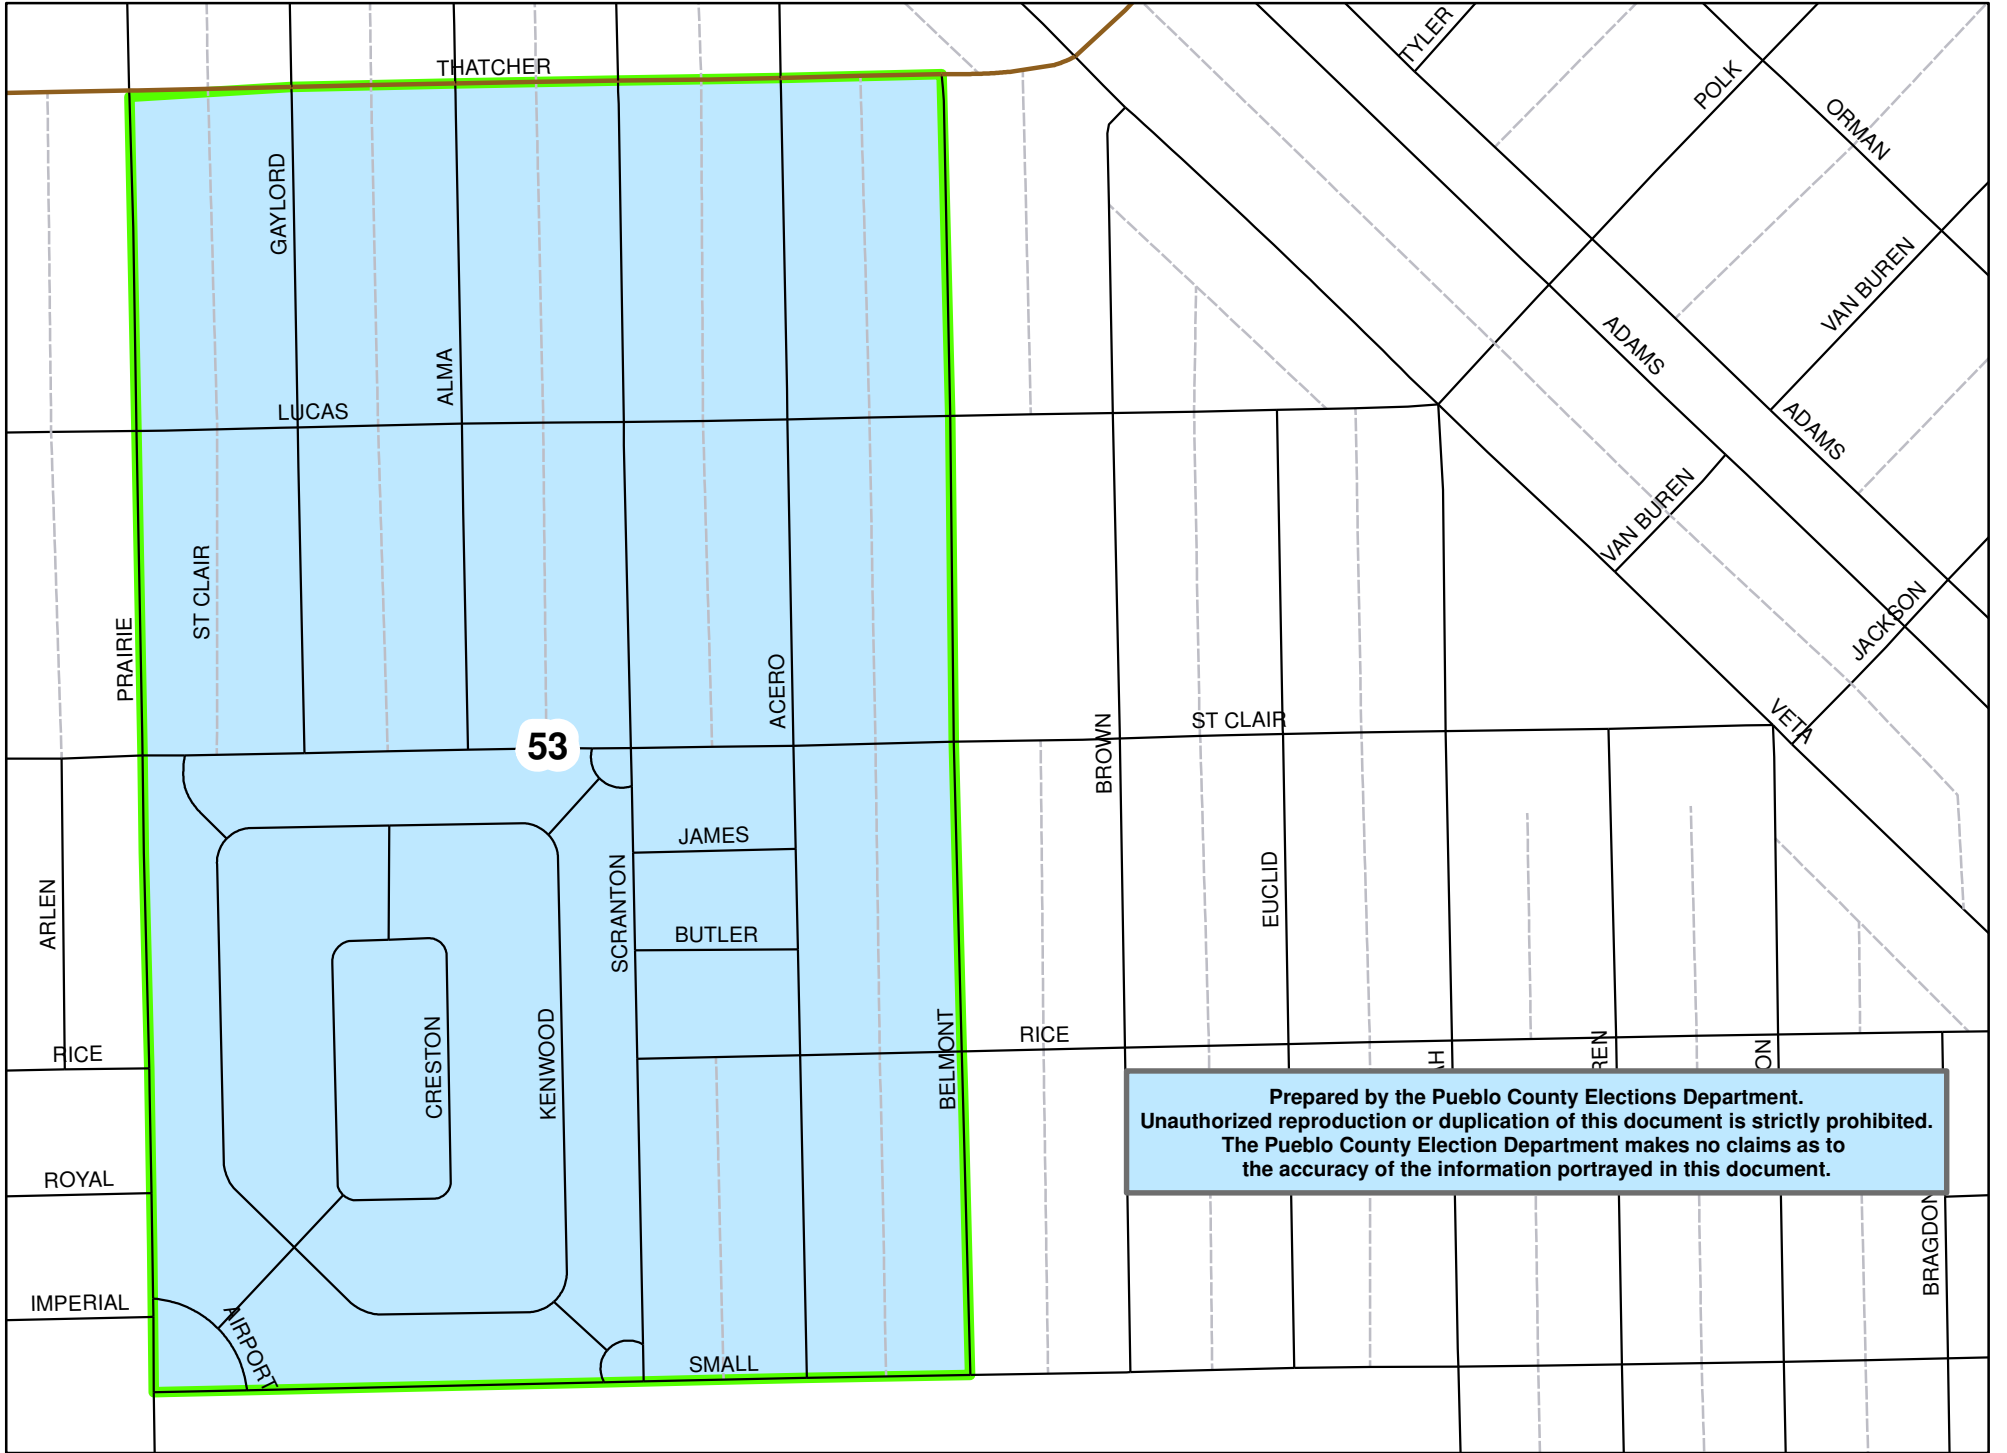 THATCHER
TYLER
POLK
ORMAN
GAYLORD
VAN BUREN
ADAMS
ALMA
LUCAS
ADAMS
VAN BUREN
ST CLAIR
PRAIRIE
JACKSON
ACERO
ST CLAIR
VETA
53
BROWN
JAMES
ARLEN
SCRANTON
EUCLID
BUTLER
CRESTON
KENWOOD
BELMONT
RICE
RICE
Prepared by the Pueblo County Elections Department.
Unauthorized reproduction or duplication of this document is strictly prohibited.
The Pueblo County Election Department makes no claims as to
the accuracy of the information portrayed in this document.
ROYAL
BRAGDON
IMPERIAL
AIRPORT
SMALL